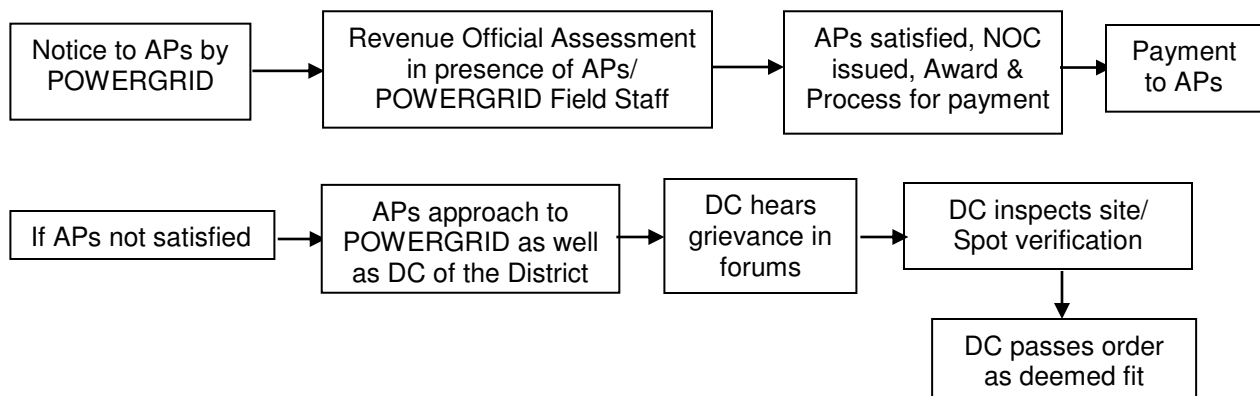 Notice to APs by
POWERGRID
Revenue Official Assessment
in presence of APs/
POWERGRID Field Staff
APs satisfied, NOC
issued, Award &
Process for payment
Payment
to APs
If APs not satisfied
APs approach to
POWERGRID as well
as DC of the District
DC hears
grievance in
forums
DC inspects site/
Spot verification
DC passes order
as deemed fit